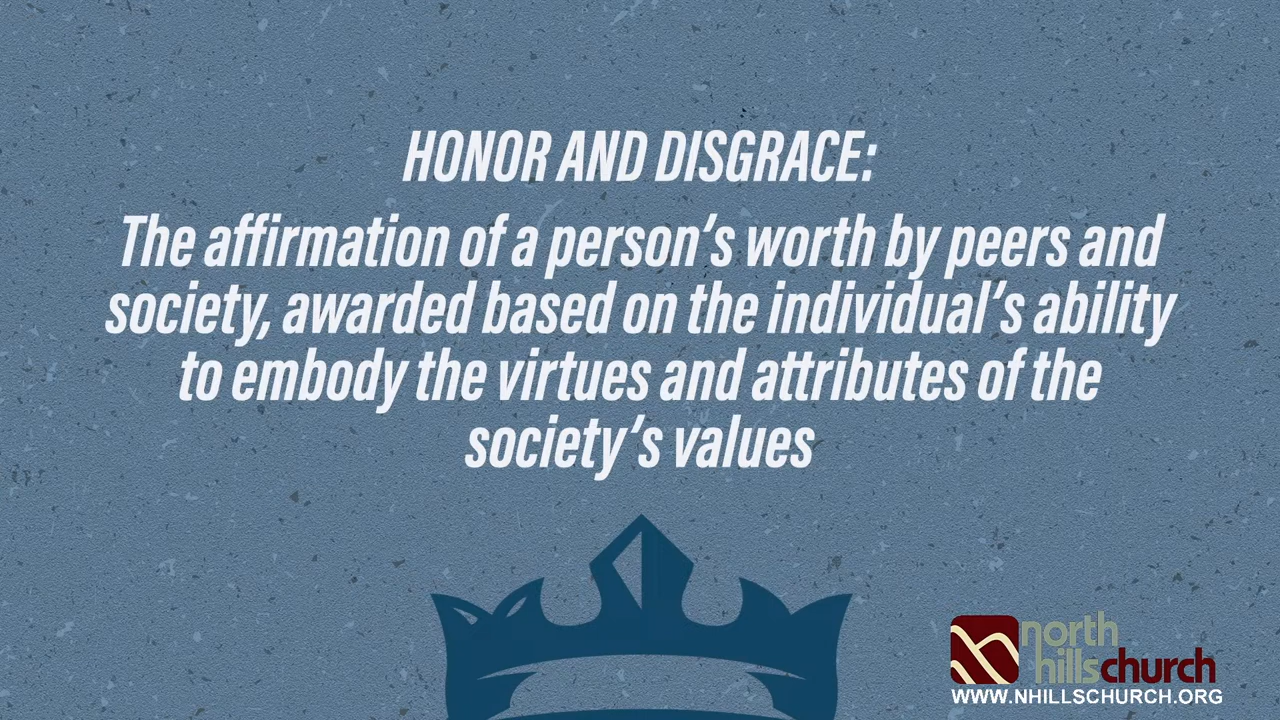 HONOR AND DISGRACE:
The affirmation of a person's worth by peers and
society, awarded based on the individual's ability
to embody the virtues and attributes of the
society's values
north
hillschurch
WWW.NHILLSCHURCH.ORG